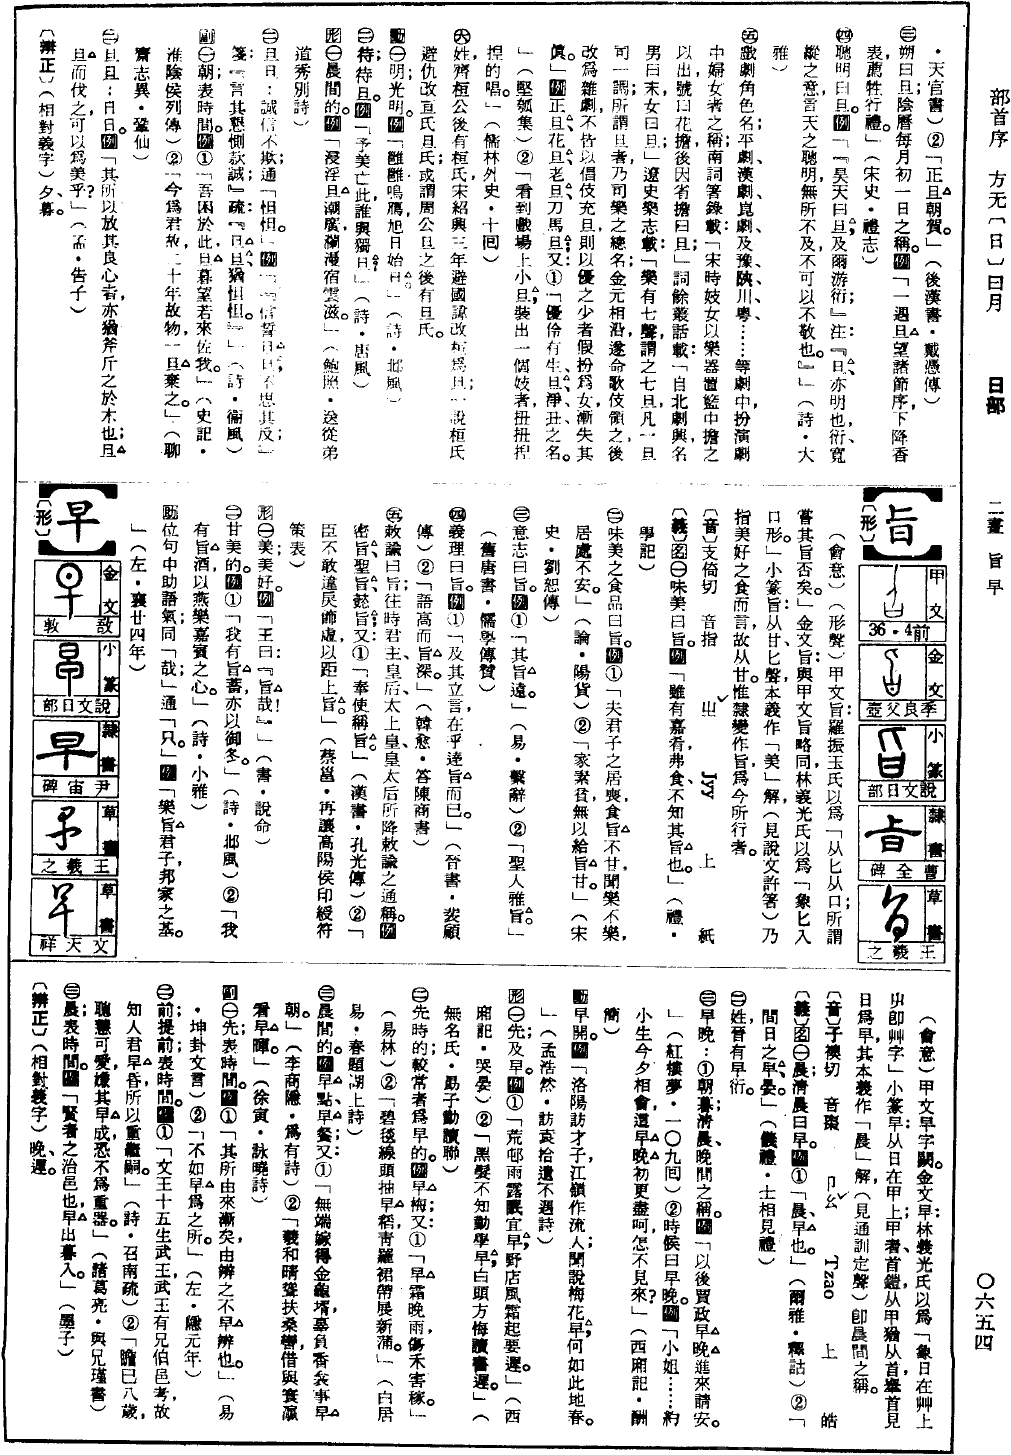 部首序　方无〔日〕曰月　日部　二畫　旨早
〇六五四
・天官書）②「正旦朝賀。」（後漢書・戴憑傳）
㊂朔曰旦；陰曆每月初一日之稱。例「一遇旦、望諸節序，下降香
表薦牲行禮。」（宋史・禮志）
㊃聰明曰旦。例「『昊天曰旦，及爾游衍』注：『旦、亦明也；衍、寬
縱之意；言天之聰明，無所不及，不可以不敬也。』」（詩・大
雅）
㊄戲劇角色名；平劇、漢劇、崑劇及豫、陝、川、粵……等劇中扮演劇
中婦女者之稱；南詞箸錄載：「宋時妓女以樂器置籃中，擔之
以出，號曰花擔；後因省擔曰旦；」詞餘叢話載：「自北劇興，名
男曰末，女曰旦；」遼史樂志載：「樂有七聲，謂之七旦；凡一旦
司一調，所謂旦者，乃司樂之總名；金元相沿，遂命歌伎領之；後
改爲雜劇，不皆以倡伎充旦，則以優之少者假扮爲女，漸失其
眞。」例正旦、花旦、老旦、刀馬旦；又：①「優伶有生、旦、淨、丑之名。
」（堅瓠集）②「看到戲場上小旦裝出一個妓者，扭扭捏
捏的唱。」（儒林外史・十回）
㊅姓；齊桓公後有桓氏，宋紹興三年，避國諱，改桓爲旦；一說桓氏
避仇改亘氏、旦氏；或謂周公旦之後有旦氏。
動㊀明；光明。例「雝雝鳴鴈，旭日始旦。」（詩・邶風）
㊁待；待旦。例「予美亡此，誰與獨旦。」（詩・唐風）
形㊀晨間的。例「浸淫旦潮廣，瀾漫宿雲滋。」（鮑照・送從弟
道秀別詩）
㊁旦旦：誠信不欺；通「怛怛。」例「『信誓旦旦，不思其反』
箋：『言其懇惻款誠』疏：『旦旦猶怛怛。』」（詩・衞風）
副㊀朝；表時間。例①「吾困於此，旦暮望若來佐我。」（史記・
淮陰侯列傳）②「今爲君故，二十年故物，一旦棄之。」（聊
齋志異・鞏仙）
㊁旦旦：日日。例「其所以放其良心者，亦猶斧斤之於木也；旦
旦而伐之，可以爲美乎？」（孟・告子）
〔辨正〕（相對義字）夕、暮。
【旨】〔形〕
甲文　前4・36
金文　季良父壺
小篆　說文日部
隸書　曹全碑
草書　王羲之
（會意）（形聲）甲文旨：羅振玉氏以爲「从匕从口，所謂
嘗其旨否矣。」金文旨：與甲文旨略同；林義光氏以爲「象匕入
口形。」小篆旨：从甘、匕聲；本義作「美」解（見說文許箸）乃
指美好之食而言，故从甘。惟隸變作旨，爲今所行者。
〔音〕支倚切　音指　ㄓˇ　Jyy　上　紙
〔義〕名㊀味美曰旨。例「雖有嘉肴，弗食，不知其旨也。」（禮・
學記）
㊁味美之食品曰旨。例①「夫君子之居喪，食旨不甘，聞樂不樂，
居處不安。」（論・陽貨）②「家素貧，無以給旨甘。」（宋
史・劉恕傳）
㊂意志曰旨。例①「其旨遠。」（易・繫辭）②「聖人雅旨。」
（舊唐書・儒學傳贊）
㊃義理曰旨。例①「及其立言，在乎達旨而已。」（晉書・裴頠
傳）②「語高而旨深。」（韓愈・答陳商書）
㊄敕諭曰旨；往時君主、皇后、太上皇、皇太后所降敕諭之通稱。例
密旨、聖旨、懿旨；又：①「奉使稱旨。」（漢書・孔光傳）②「
臣不敢違戾飾虛以距上旨。」（蔡邕・再讓高陽侯印綬符
策表）
形㊀美；美好。例「王曰：『旨哉！』」（書・說命）
㊁甘美的。例①「我有旨蓄，亦以御冬。」（詩・邶風）②「我
有旨酒，以燕樂嘉賓之心。」（詩・小雅）
助位句中助語氣；同「哉；」通「只。」例「樂旨君子，邦家之基。
」（左・襄廿四年）
【早】〔形〕
金文　敔敦
小篆　說文日部
隸書　尹宙碑
草書　王羲之
草書　文天祥
（會意）甲文早字闕。金文早：林義光氏以爲「象日在艸上
屮卽艸字」小篆早：从日在甲上，甲者首鎧，从甲猶从首，舉首見
日爲早；其本義作「晨」解（見通訓定聲）卽晨間之稱。
〔音〕子襖切　音棗　ㄗㄠˇ　Tzao　上　皓
〔義〕名㊀晨；淸晨曰早。例①「晨、早也。」（爾雅・釋詁）②「
問日之早晏。」（儀禮・士相見禮）
㊁姓；晉有早衍。
㊂早晚：①朝暮；淸晨、晚間之稱。例「以後賈政早晚進來請安。
」（紅樓夢・一〇九回）②時候曰早晚。例「小姐……約
小生今夕相會，這早晚初更盡呵，怎不見來？」（西廂記・酬
簡）
動早開。例「洛陽訪才子，江嶺作流人；聞說梅花早，何如此地春。
」（孟浩然・訪袁拾遺不遇詩）
形㊀先；及早。例①「荒邨雨露眠宜早；野店風霜起要遲。」（西
廂記・哭宴）②「黑髮不知勤學早；白頭方悔讀書遲。」（
無名氏・勗子勤讀聯）
㊁先時的；較常者爲早的。例早梅；又：①「早霜晚雨，傷禾害稼。」
（易林）②「碧毯線頭抽早稻，靑羅裙帶展新蒲。」（白居
易・春題湖上詩）
㊂晨間的。例早點、早餐；又：①「無端嫁得金龜壻，辜負香衾事早
朝。」（李商隱・爲有詩）②「羲和晴聳扶桑轡，借與寰瀛
看早暉。」（徐寅・詠曉詩）
副㊀先；表時間。例①「其所由來漸矣，由辨之不早辨也。」（易
・坤卦文言）②「不如早爲之所。」（左・隱元年）
㊁前；提前；表時間。例①「文王十五生武王，武王有兄伯邑考，故
知人君早昏，所以重繼嗣。」（詩・召南疏）②「瞻已八歲，
聰慧可愛，嫌其早成，恐不爲重器。」（諸葛亮・與兄瑾書）
㊂晨；表時間。例「賢者之治邑也，早出暮入。」（墨子）
〔辨正〕（相對義字）晚、遲。